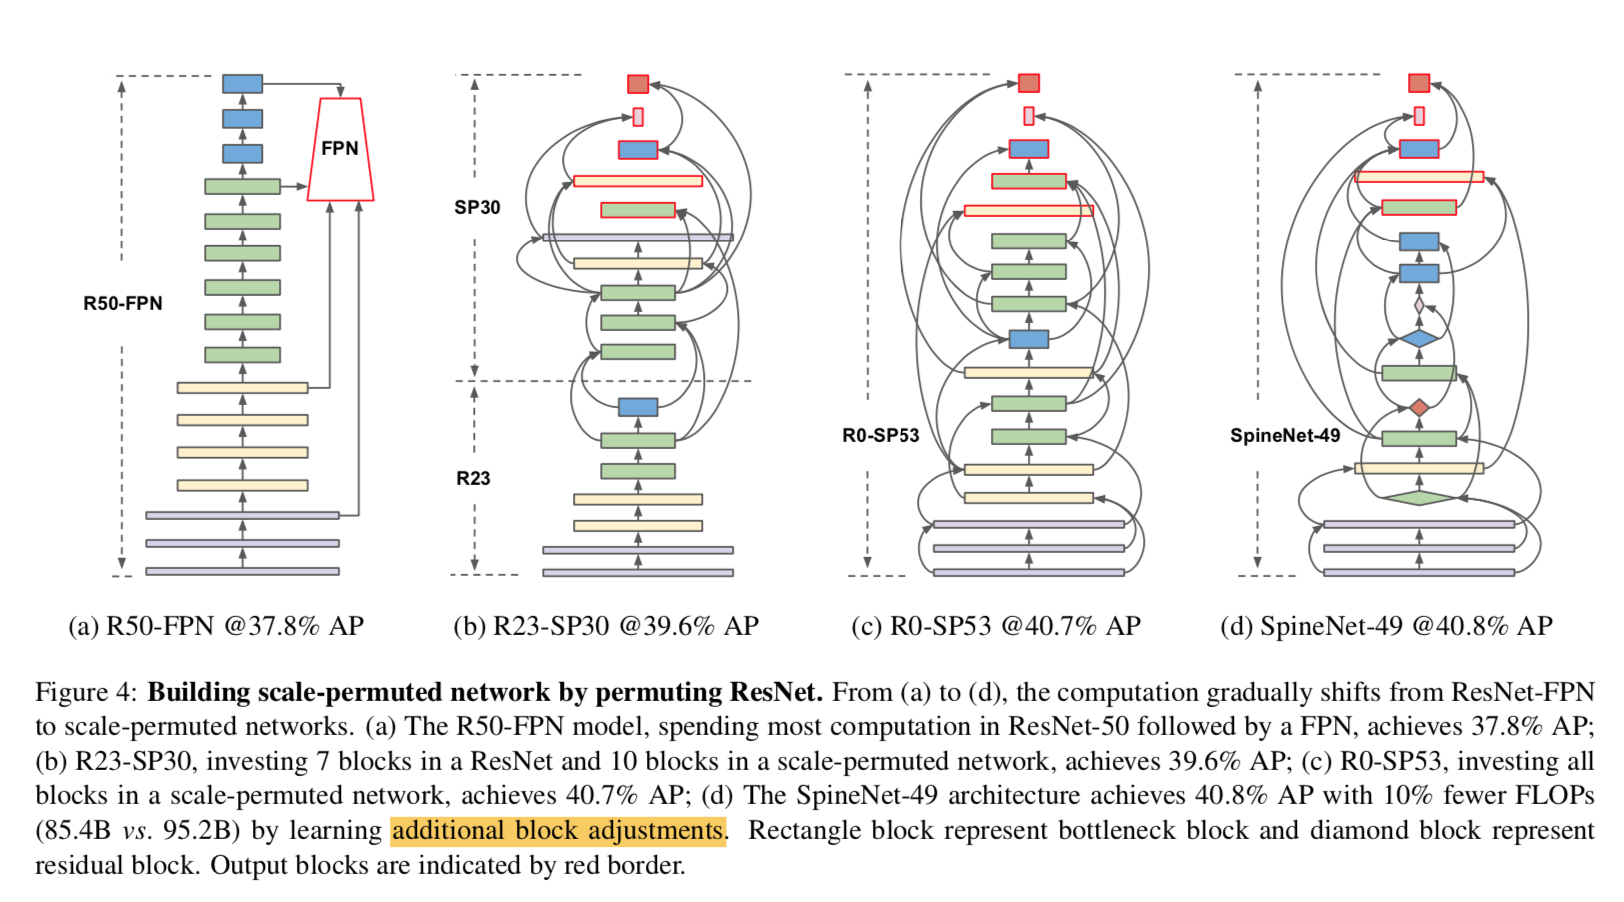 FPN
R50-FPN
SP30
R23
R0-SP53
SpineNet-49
(a) R50-FPN @37.8% AP
(b) R23-SP30 @39.6% AP
(c) R0-SP53 @40.7% AP
(d) SpineNet-49 @40.8% AP
Figure 4: Building scale-permuted network by permuting ResNet. From (a) to (d), the computation gradually shifts from ResNet-FPN
to scale-permuted networks. (a) The R50-FPN model, spending most computation in ResNet-50 followed by a FPN, achieves 37.8% AP;
(b) R23-SP30, investing 7 blocks in a ResNet and 10 blocks in a scale-permuted network, achieves 39.6% AP; (c) R0-SP53, investing all
blocks in a scale-permuted network, achieves 40.7% AP; (d) The SpineNet-49 architecture achieves 40.8% AP with 10% fewer FLOPs
(85.4B vs. 95.2B) by learning additional block adjustments. Rectangle block represent bottleneck block and diamond block represent
residual block. Output blocks are indicated by red border.